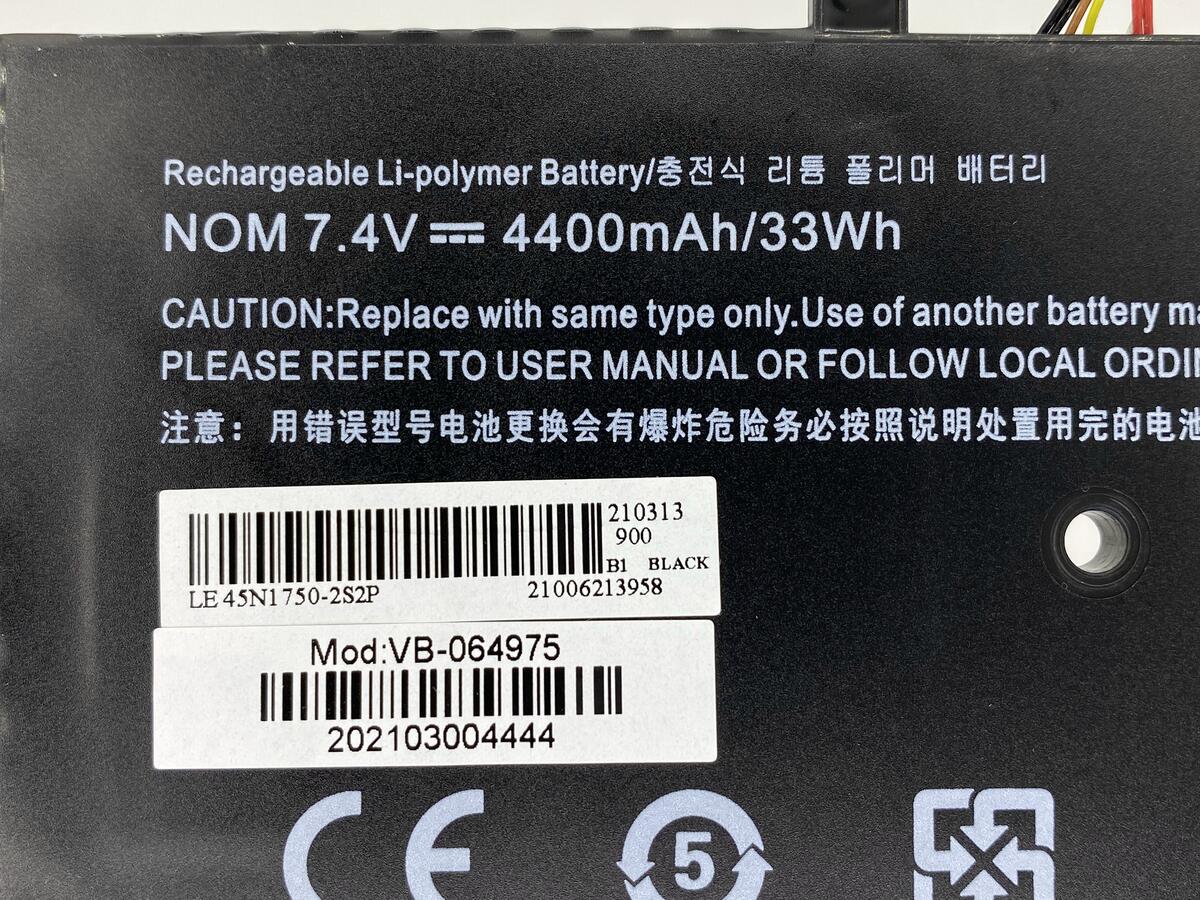 Rechargeable Li-polymer Battery/충전식 리튬 폴리머 배터리
NOM 7.4V 4400mAh/33Wh
CAUTION:Replace with same type only.Use of another battery
PLEASE REFER TO USER MANUAL OR FOLLOW LOCAL
注意：用错误型号电池更换会有爆炸危险务必按照说明处置用完的电池
210313
900
B1 BLACK
LE 45N1750-2S2P 21006213958
Mod:VB-064975
202103004444
CE
5